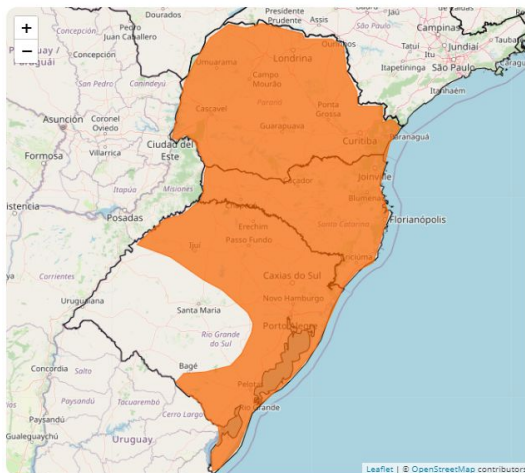 +
−
Dourados
Pedro
Juan Caballero
Concepción
Concepción
San Pedro
Canindeyú
Asunción
Coronel
Oviedo
Villarrica
Formosa
Ciudad del
Este
Itapúa
Misiones
Posadas
Corrientes
Presidente
Prudente
Assis
Ourinhos
Tatuí
Itapetininga
Campinas
Jundiaí
São Paulo
Itanhaém
Umuarama
Londrina
Campo
Mourão
Paraná
Cascavel
Ponta
Grossa
Guarapuava
Curitiba
Paranaguá
Joinville
Caçador
Blumenau
Chapecó
Santa Catarina
Florianópolis
Erechim
Passo Fundo
Ijuí
Criciúma
Caxias do Sul
Novo Hamburgo
Santa Maria
Porto Alegre
Rio Grande
do Sul
Uruguaiana
Bagé
Pelotas
Rio Grande
Concordia
Salto
Paysandú
Paysandú
Tacuarembó
Cerro Largo
Gualeguaychú
Uruguay
Leaflet | © OpenStreetMap contributors